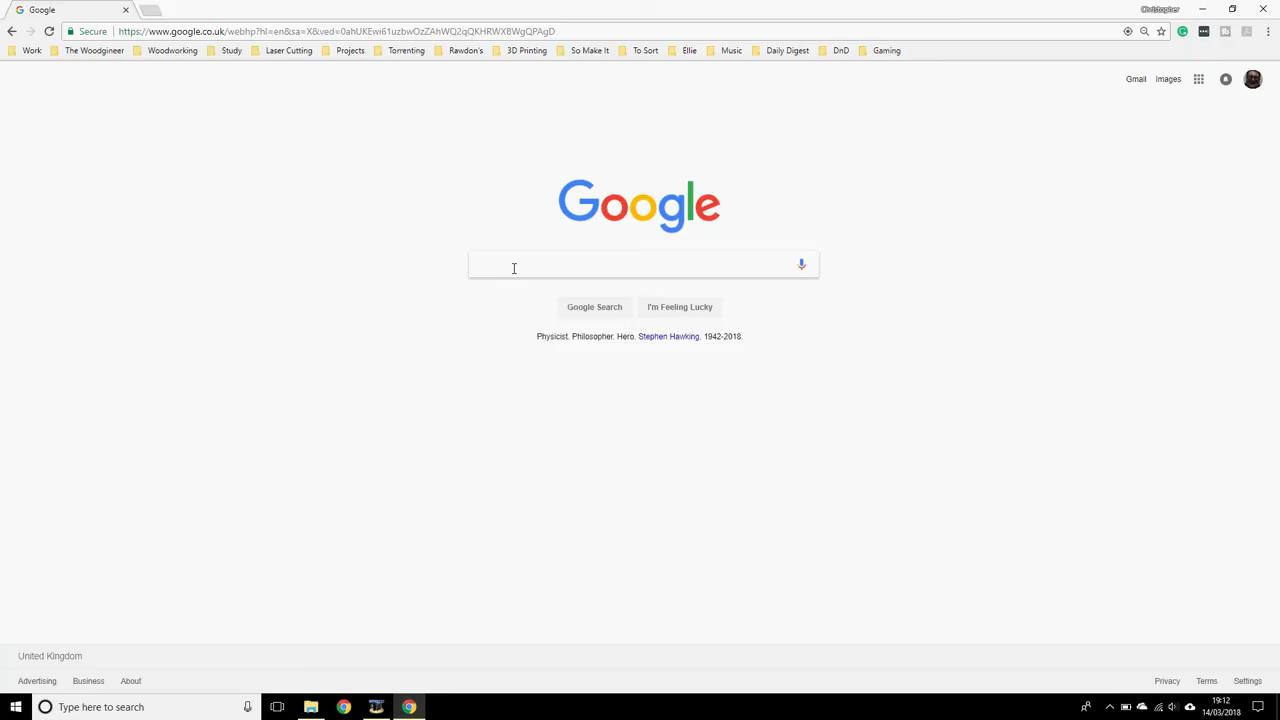 Google
Christopher
Secure
https://www.google.co.uk/webhp?hl=en&sa=X&ved=0ahUKEwi61uzbwOzZAhWQ2qQKHRWXBWgQPAgD
Work The Woodgineer Woodworking Study Laser Cutting Projects Torrenting Rawdon's 3D Printing So Make It To Sort Ellie Music Daily Digest DnD Gaming
Gmail Images
Google
Google Search I'm Feeling Lucky
Physicist. Philosopher. Hero. Stephen Hawking. 1942-2018.
United Kingdom
Advertising Business About Privacy Terms Settings
Type here to search
19:12
14/03/2018